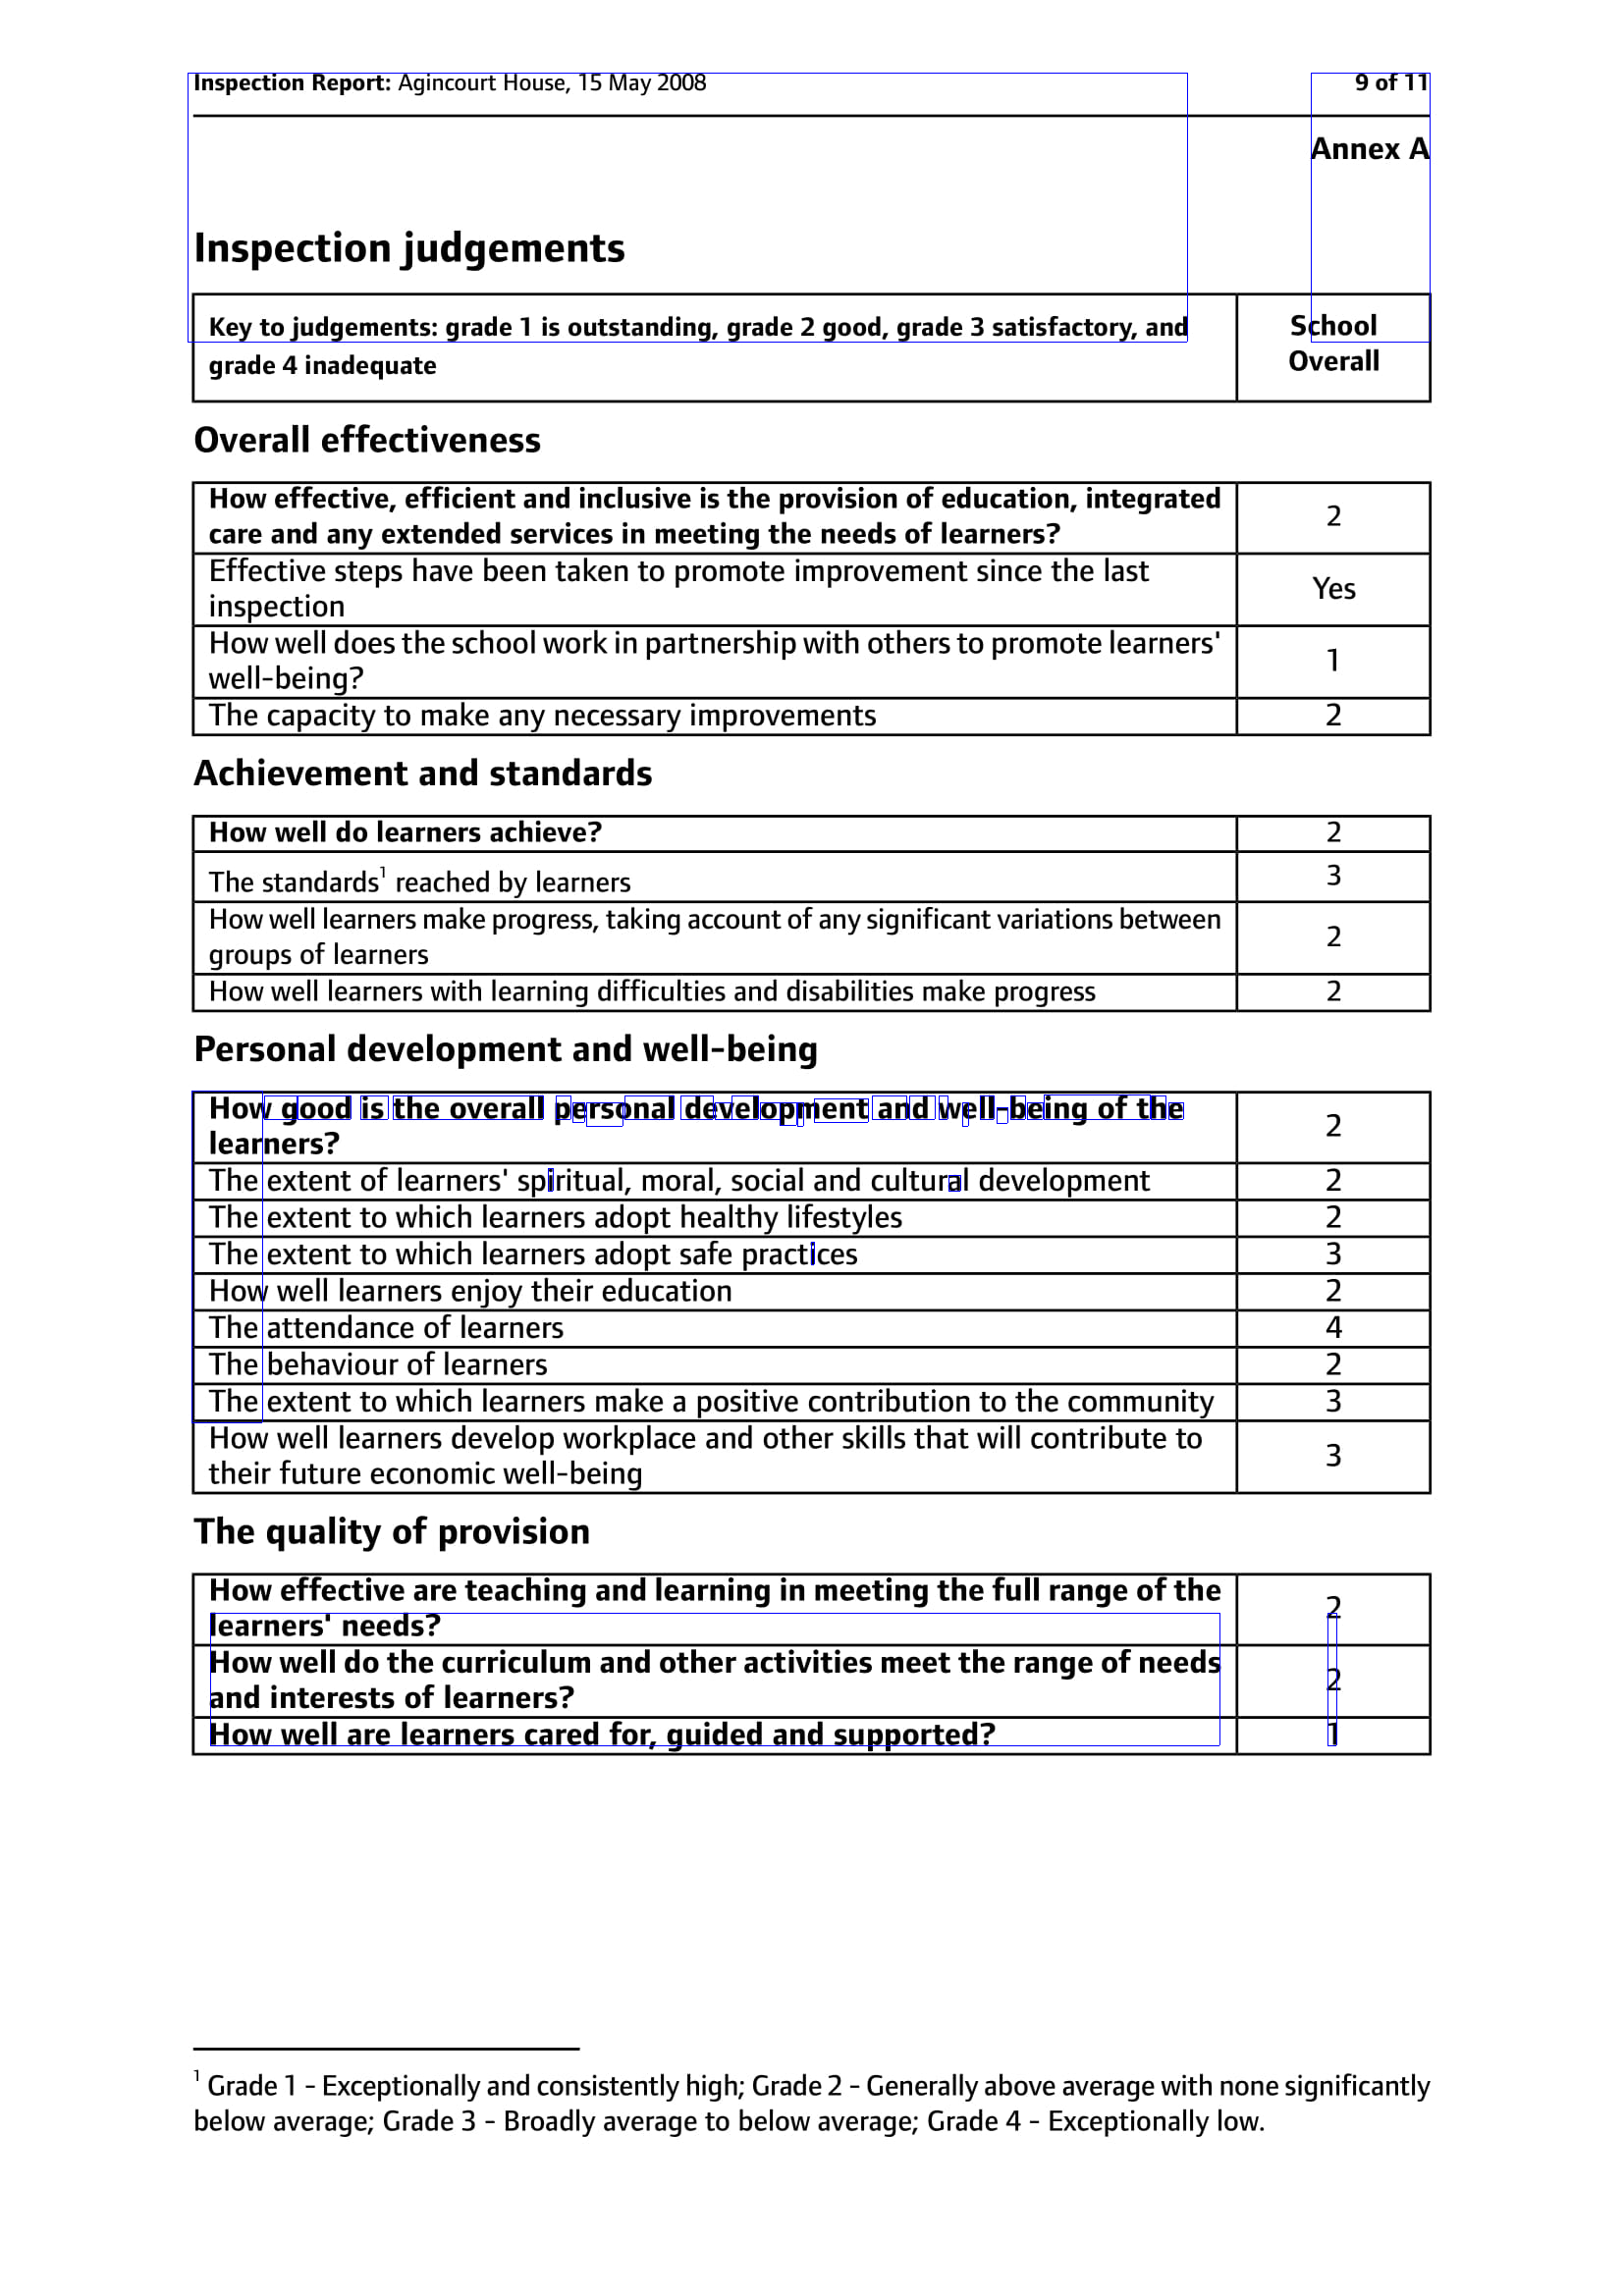 Inspection Report: Agincourt House, 15 May 2008 9 of 11
Annex A
Inspection judgements
Key to judgements: grade 1 is outstanding, grade 2 good, grade 3 satisfactory, and
grade 4 inadequate
School
Overall
Overall effectiveness
How effective, efficient and inclusive is the provision of education, integrated
care and any extended services in meeting the needs of learners?
2
Effective steps have been taken to promote improvement since the last
inspection
Yes
How well does the school work in partnership with others to promote learners'
well-being?
1
The capacity to make any necessary improvements 2
Achievement and standards
How well do learners achieve? 2
The standards1 reached by learners 3
How well learners make progress, taking account of any significant variations between
groups of learners
2
How well learners with learning difficulties and disabilities make progress 2
Personal development and well-being
How good is the overall personal development and well-being of the
learners?
2
The extent of learners' spiritual, moral, social and cultural development 2
The extent to which learners adopt healthy lifestyles 2
The extent to which learners adopt safe practices 3
How well learners enjoy their education 2
The attendance of learners 4
The behaviour of learners 2
The extent to which learners make a positive contribution to the community 3
How well learners develop workplace and other skills that will contribute to
their future economic well-being
3
The quality of provision
How effective are teaching and learning in meeting the full range of the
learners' needs?
2
How well do the curriculum and other activities meet the range of needs
and interests of learners?
2
How well are learners cared for, guided and supported? 1
1 Grade 1 - Exceptionally and consistently high; Grade 2 - Generally above average with none significantly
below average; Grade 3 - Broadly average to below average; Grade 4 - Exceptionally low.